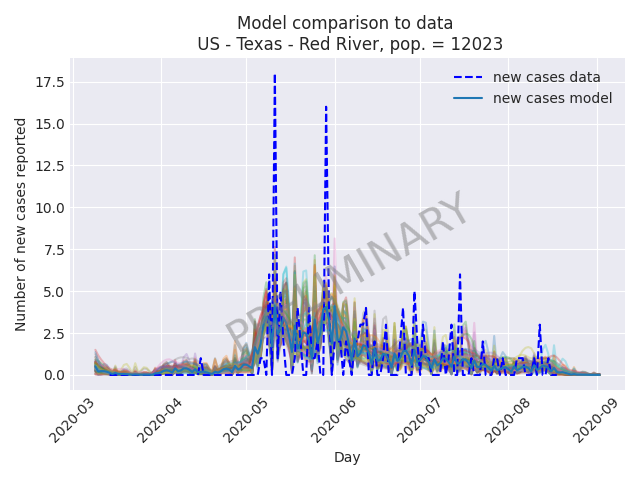 Model comparison to data
US - Texas - Red River, pop. = 12023
new cases data
new cases model
Number of new cases reported
17.5
15.0
12.5
10.0
7.5
5.0
2.5
0.0
PRELIMINARY
2020-03
2020-04
2020-05
2020-06
2020-07
2020-08
2020-09
Day